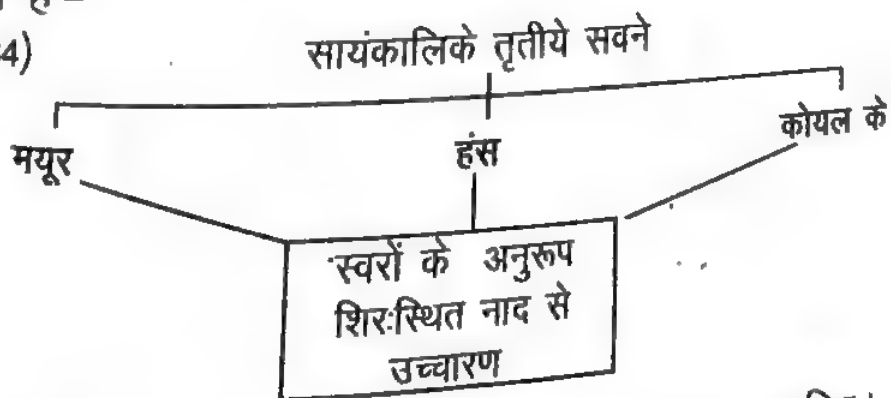 है –
4)
सायंकालिके तृतीये सवने
मयूर
हंस
कोयल के
स्वरों के अनुरूप
शिरःस्थित नाद से
उच्चारण